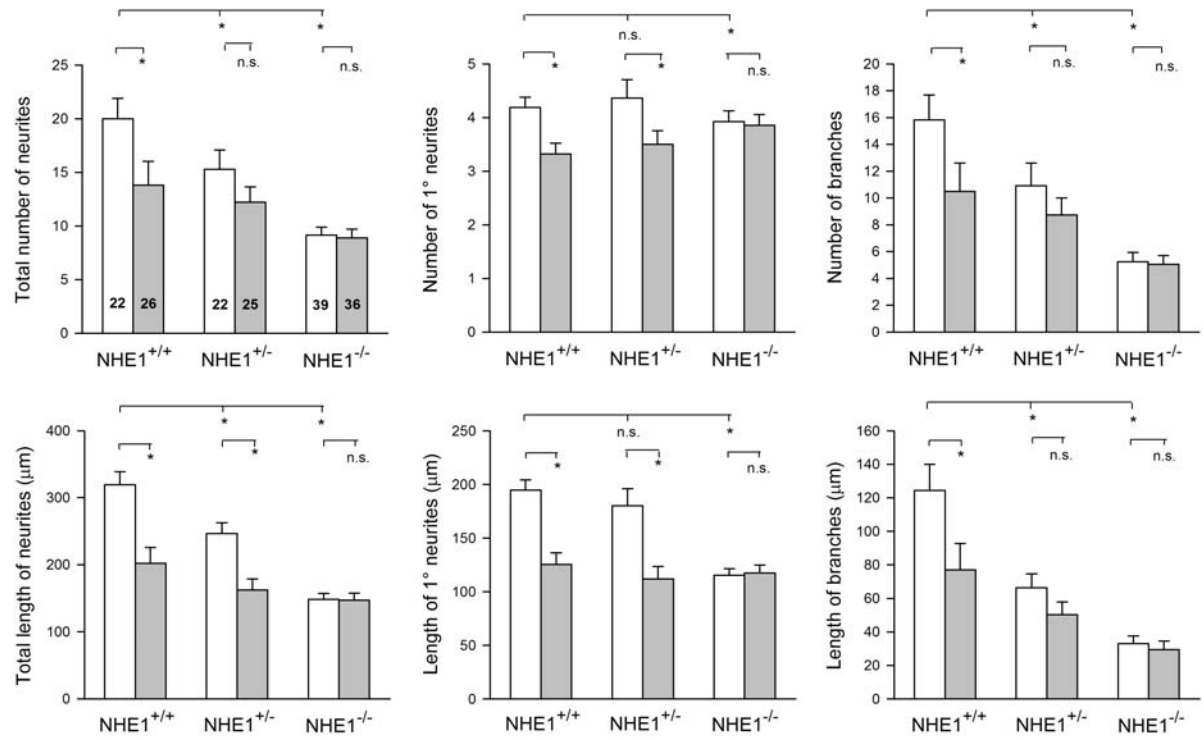 * *
* n.s. n.s.
Total number of neurites
25
20
15
10
5
0
22 26 22 25 39 36
NHE1+/+ NHE1+/- NHE1-/-
n.s. *
* * n.s.
Number of 1° neurites
5
4
3
2
1
0
NHE1+/+ NHE1+/- NHE1-/-
* *
* n.s. n.s.
Number of branches
20
18
16
14
12
10
8
6
4
2
0
NHE1+/+ NHE1+/- NHE1-/-
* *
* * n.s.
Total length of neurites (μm)
400
300
200
100
0
NHE1+/+ NHE1+/- NHE1-/-
n.s. *
* * n.s.
Length of 1° neurites (μm)
250
200
150
100
50
0
NHE1+/+ NHE1+/- NHE1-/-
* *
* n.s. n.s.
Length of branches (μm)
160
140
120
100
80
60
40
20
0
NHE1+/+ NHE1+/- NHE1-/-